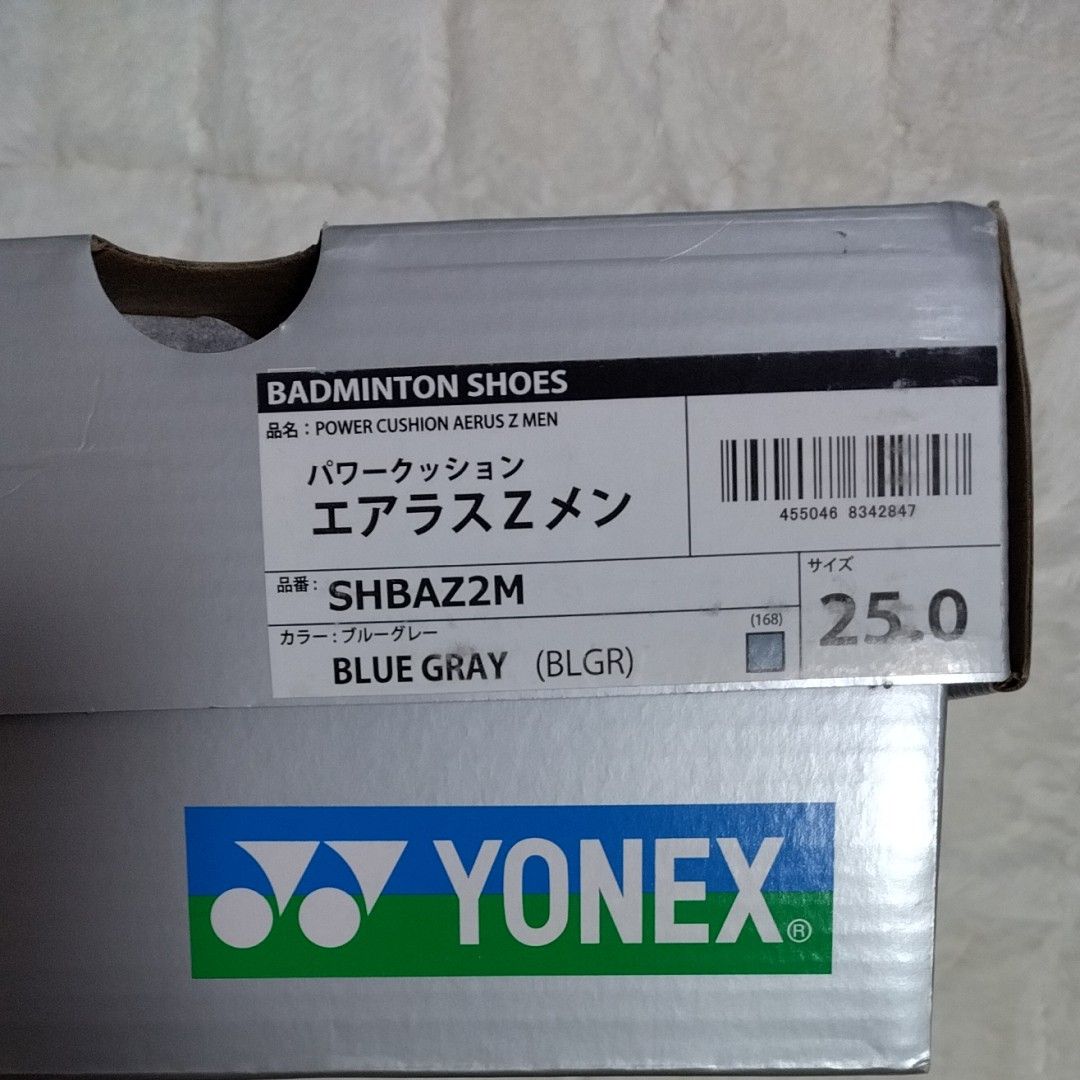 BADMINTON SHOES
品名：POWER CUSHION AERUS Z MEN
パワークッション
エアラスZメン
455046 8342847
品番：SHBAZ2M
サイズ
25.0
カラー：ブルーグレー
(168)
BLUE GRAY (BLGR)
YONEX®